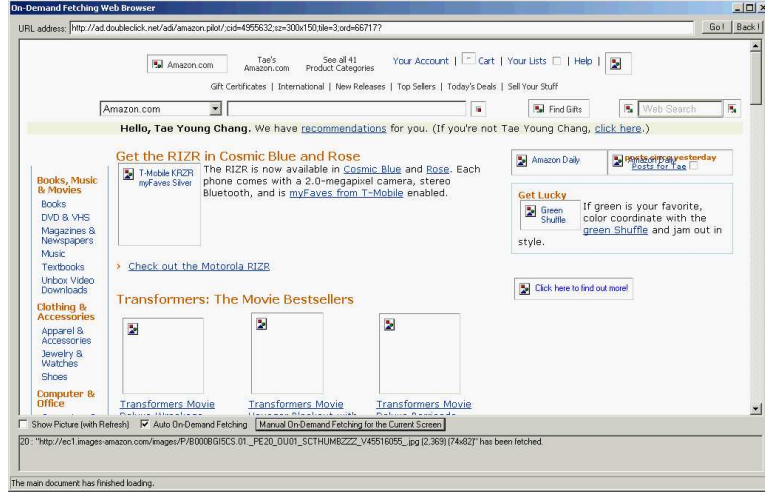 On-Demand Fetching Web Browser
URL address: http://ad.doubleclick.net/adi/amazon.pilot/;cid=4955632;sz=300x150;tile=3;ord=66717? Go! Back!
Amazon.com Tae's Amazon.com See all 41 Product Categories Your Account | Cart | Your Lists | Help |
Gift Certificates | International | New Releases | Top Sellers | Today's Deals | Sell Your Stuff
Amazon.com Find Gifts Web Search
Hello, Tae Young Chang. We have recommendations for you. (If you're not Tae Young Chang, click here.)
Books, Music & Movies
Books
DVD & VHS
Magazines & Newspapers
Music
Textbooks
Unbox Video Downloads
Clothing & Accessories
Apparel & Accessories
Jewelry & Watches
Shoes
Computer & Office
Get the RIZR in Cosmic Blue and Rose
T-Mobile KRZR myFaves Silver
The RIZR is now available in Cosmic Blue and Rose. Each
phone comes with a 2.0-megapixel camera, stereo
Bluetooth, and is myFaves from T-Mobile enabled.
› Check out the Motorola RIZR
Transformers: The Movie Bestsellers
Transformers Movie Transformers Movie Transformers Movie
Amazon Daily Amazon Daily
posts since yesterday
Posts for Tae
Get Lucky
Green Shuffle
If green is your favorite,
color coordinate with the
green Shuffle and jam out in
style.
Click here to find out more!
Show Picture (with Refresh) Auto On-Demand Fetching Manual On-Demand Fetching for the Current Screen
20 : "http://ec1.images-amazon.com/images/P/B000BGI5CS.01._PE20_OU01_SCTHUMBZZZ_V45516055_.jpg (2,369) (74x82)" has been fetched.
The main document has finished loading.